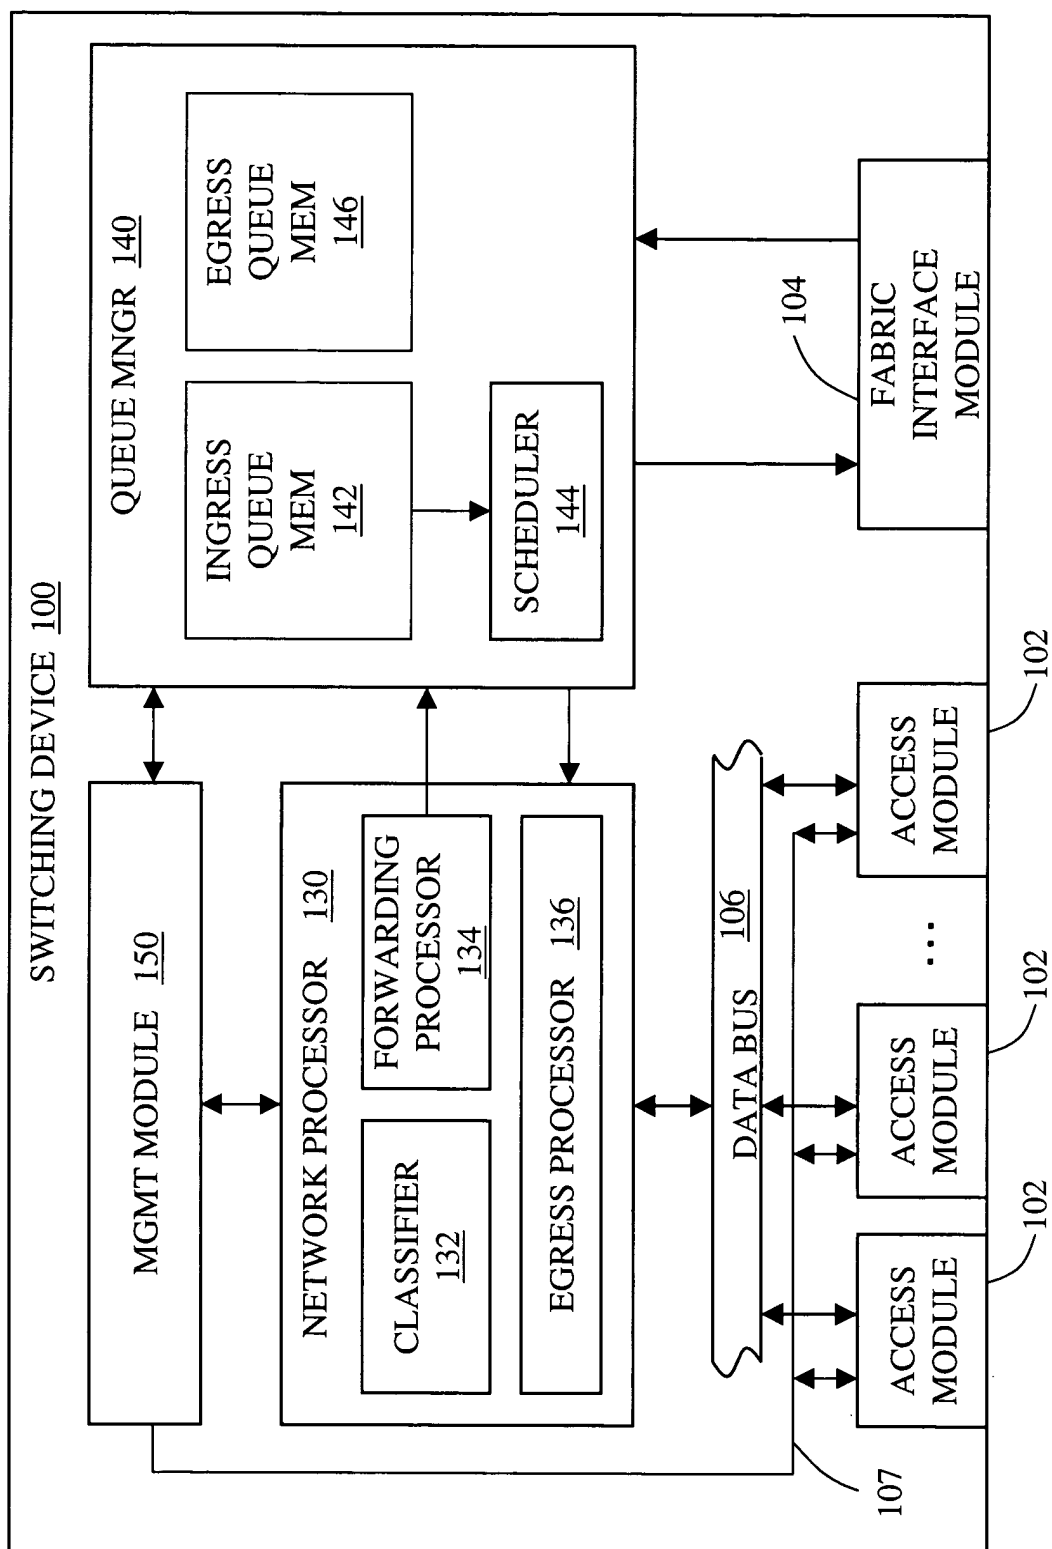 SWITCHING DEVICE 100
MGMT MODULE 150
QUEUE MNGR 140
INGRESS
QUEUE
MEM
142
EGRESS
QUEUE
MEM
146
SCHEDULER
144
NETWORK PROCESSOR 130
CLASSIFIER
132
FORWARDING
PROCESSOR
134
EGRESS PROCESSOR 136
DATA BUS 106
107
ACCESS
MODULE
102
ACCESS
MODULE
102
...
ACCESS
MODULE
102
104
FABRIC
INTERFACE
MODULE